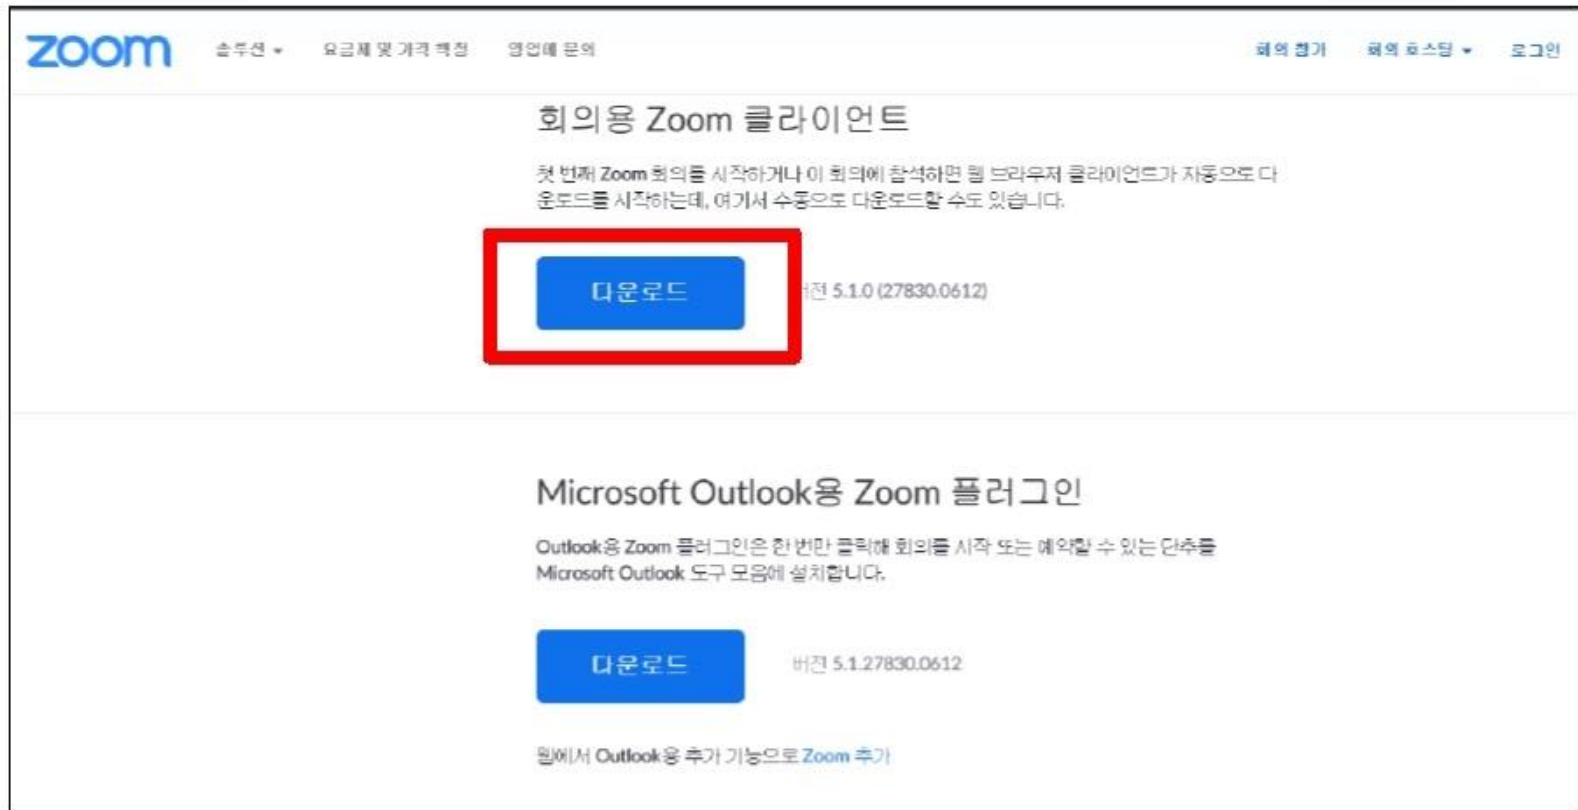 zoom 솔루션 요금제 및 가격 책정 영업에 문의 회의 참가 회의 호스팅 로그인
회의용 Zoom 클라이언트
첫 번째 Zoom 회의를 시작하거나 이 회의에 참석하면 웹 브라우저 클라이언트가 자동으로 다
운로드를 시작하는데, 여기서 수동으로 다운로드할 수도 있습니다.
다운로드 버전 5.1.0 (27830.0612)
Microsoft Outlook용 Zoom 플러그인
Outlook용 Zoom 플러그인은 한 번만 클릭해 회의를 시작 또는 예약할 수 있는 단추를
Microsoft Outlook 도구 모음에 설치합니다.
다운로드 버전 5.1.27830.0612
웹에서 Outlook용 추가 기능으로 Zoom 추가